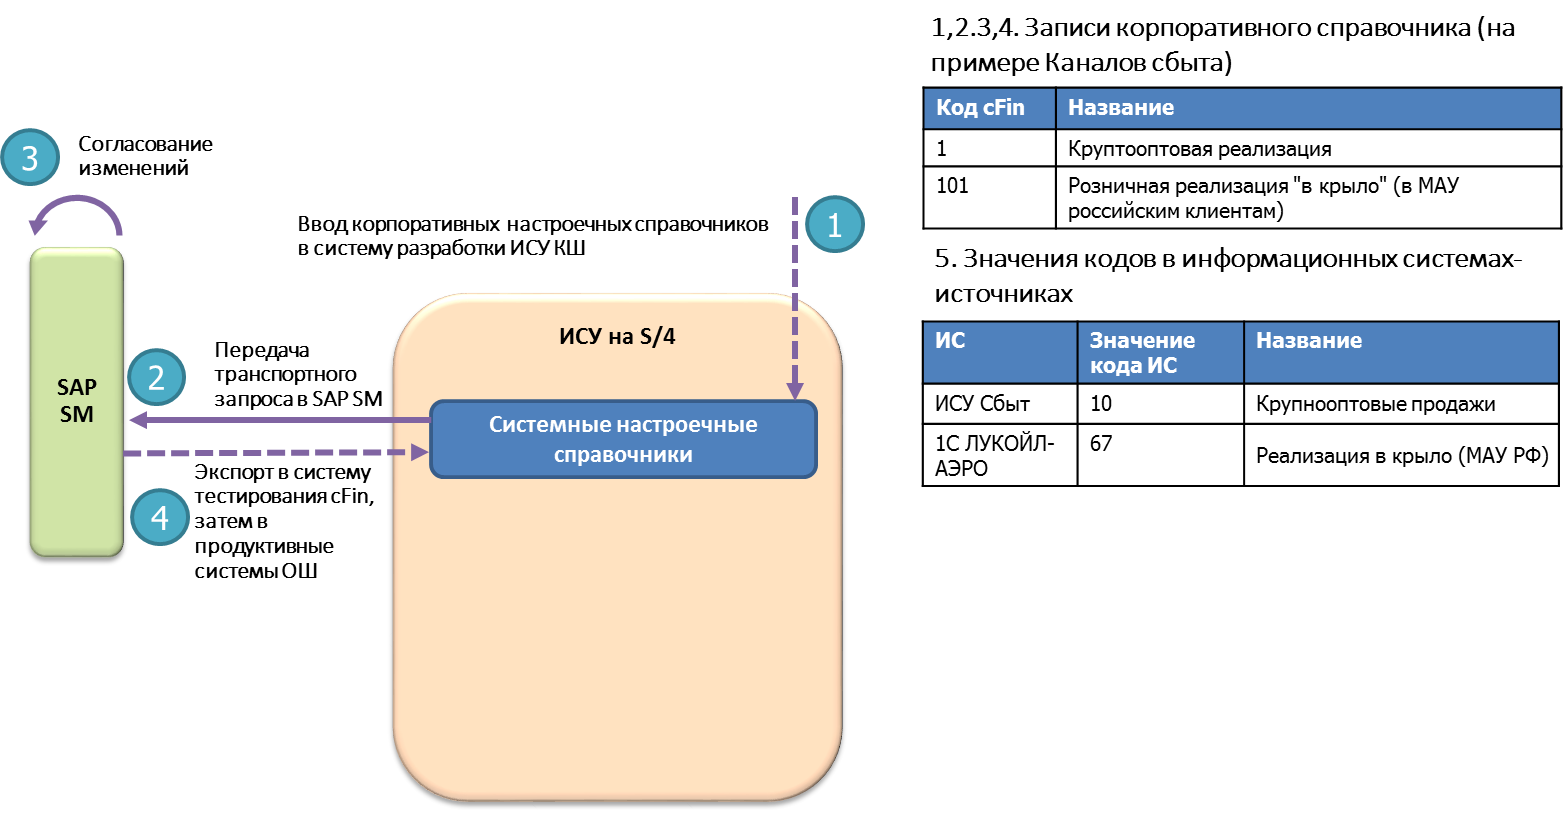 3
Согласование
изменений
Ввод корпоративных настроечных справочников
в систему разработки ИСУ КШ
1
ИСУ на S/4
SAP
SM
2
Передача
транспортного
запроса в SAP SM
Системные настроечные
справочники
4
Экспорт в систему
тестирования cFin,
затем в
продуктивные
системы ОШ
1,2.3,4. Записи корпоративного справочника (на
примере Каналов сбыта)
Код cFin Название
1 Круптооптовая реализация
101 Розничная реализация "в крыло" (в МАУ
российским клиентам)
5. Значения кодов в информационных системах-
источниках
ИС Значение
кода ИС Название
ИСУ Сбыт 10 Крупнооптовые продажи
1С ЛУКОЙЛ-
АЭРО 67 Реализация в крыло (МАУ РФ)